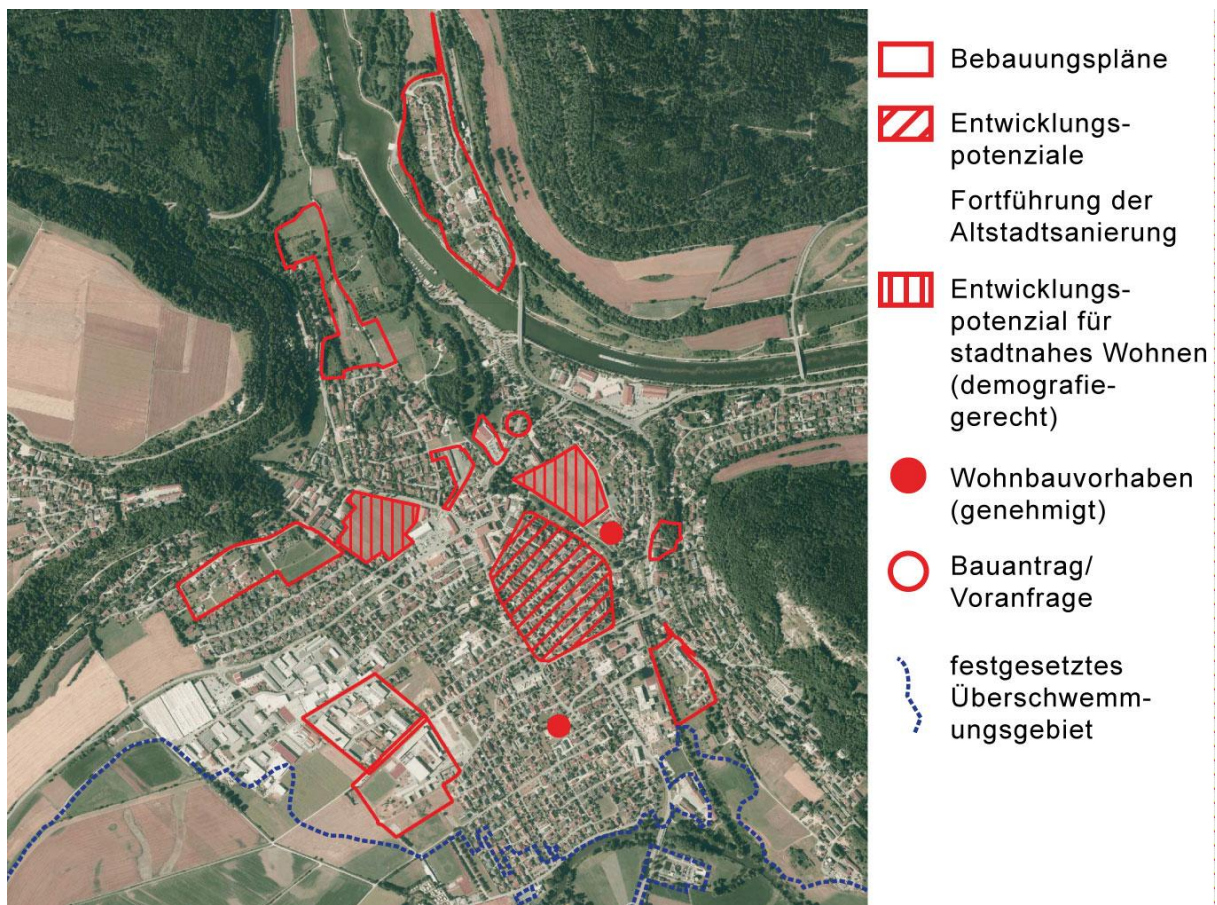 Bebauungspläne
Entwicklungs-
potenziale
Fortführung der
Altstadtsanierung
Entwicklungs-
potenzial für
stadtnahes Wohnen
(demografie-
gerecht)
Wohnbauvorhaben
(genehmigt)
Bauantrag/
Voranfrage
festgesetztes
Überschwemm-
ungsgebiet